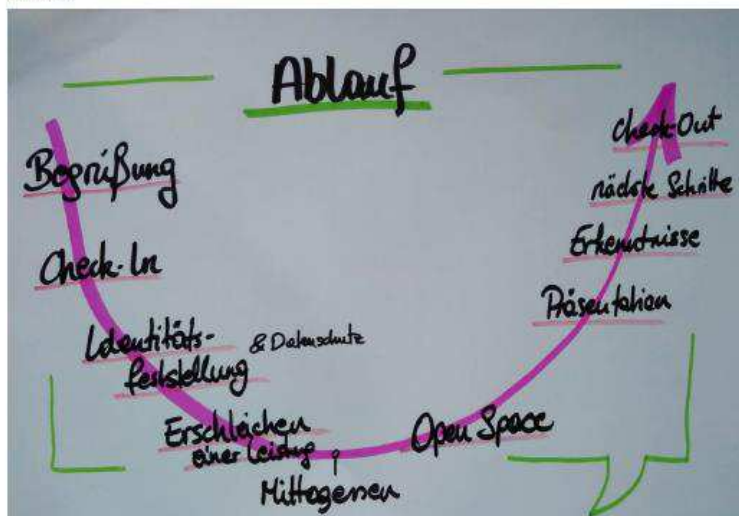 Ablauf
Begrüßung
Check-In
Identitäts-
feststellung
& Datenschutz
Erschleichen
einer Leistung
Mittagessen
Open Space
Präsentation
Erkenntnisse
nächste Schritte
Check-Out